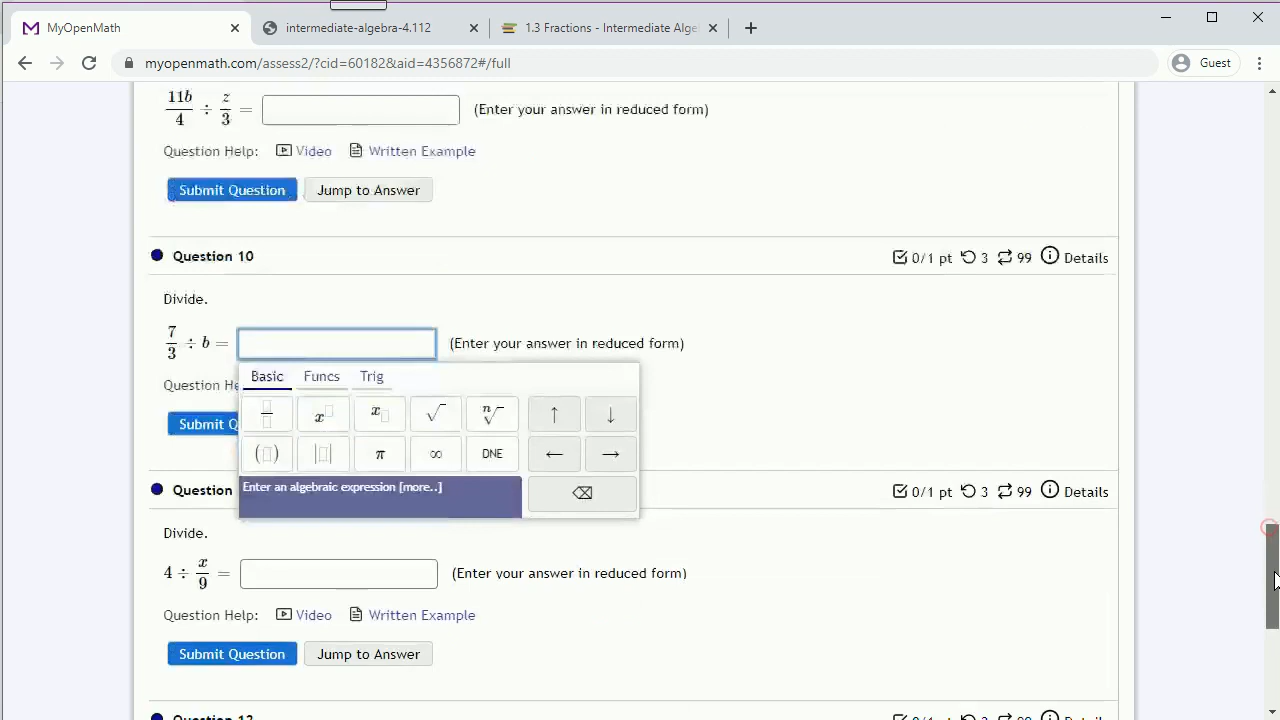 MyOpenMath
intermediate-algebra-4.112
1.3 Fractions - Intermediate Alge
myopenmath.com/assess2/?cid=60182&aid=4356872#/full
Guest
11b/4 ÷ z/3 = (Enter your answer in reduced form)
Question Help: Video Written Example
Submit Question Jump to Answer
Question 10 0/1 pt 3 99 Details
Divide.
7/3 ÷ b = (Enter your answer in reduced form)
Question He
Basic Funcs Trig
x x √ n√ ↑ ↓
() || π ∞ DNE ← →
Submit Q
Enter an algebraic expression [more..] ⌫
Question 0/1 pt 3 99 Details
Divide.
4 ÷ x/9 = (Enter your answer in reduced form)
Question Help: Video Written Example
Submit Question Jump to Answer
Question 12